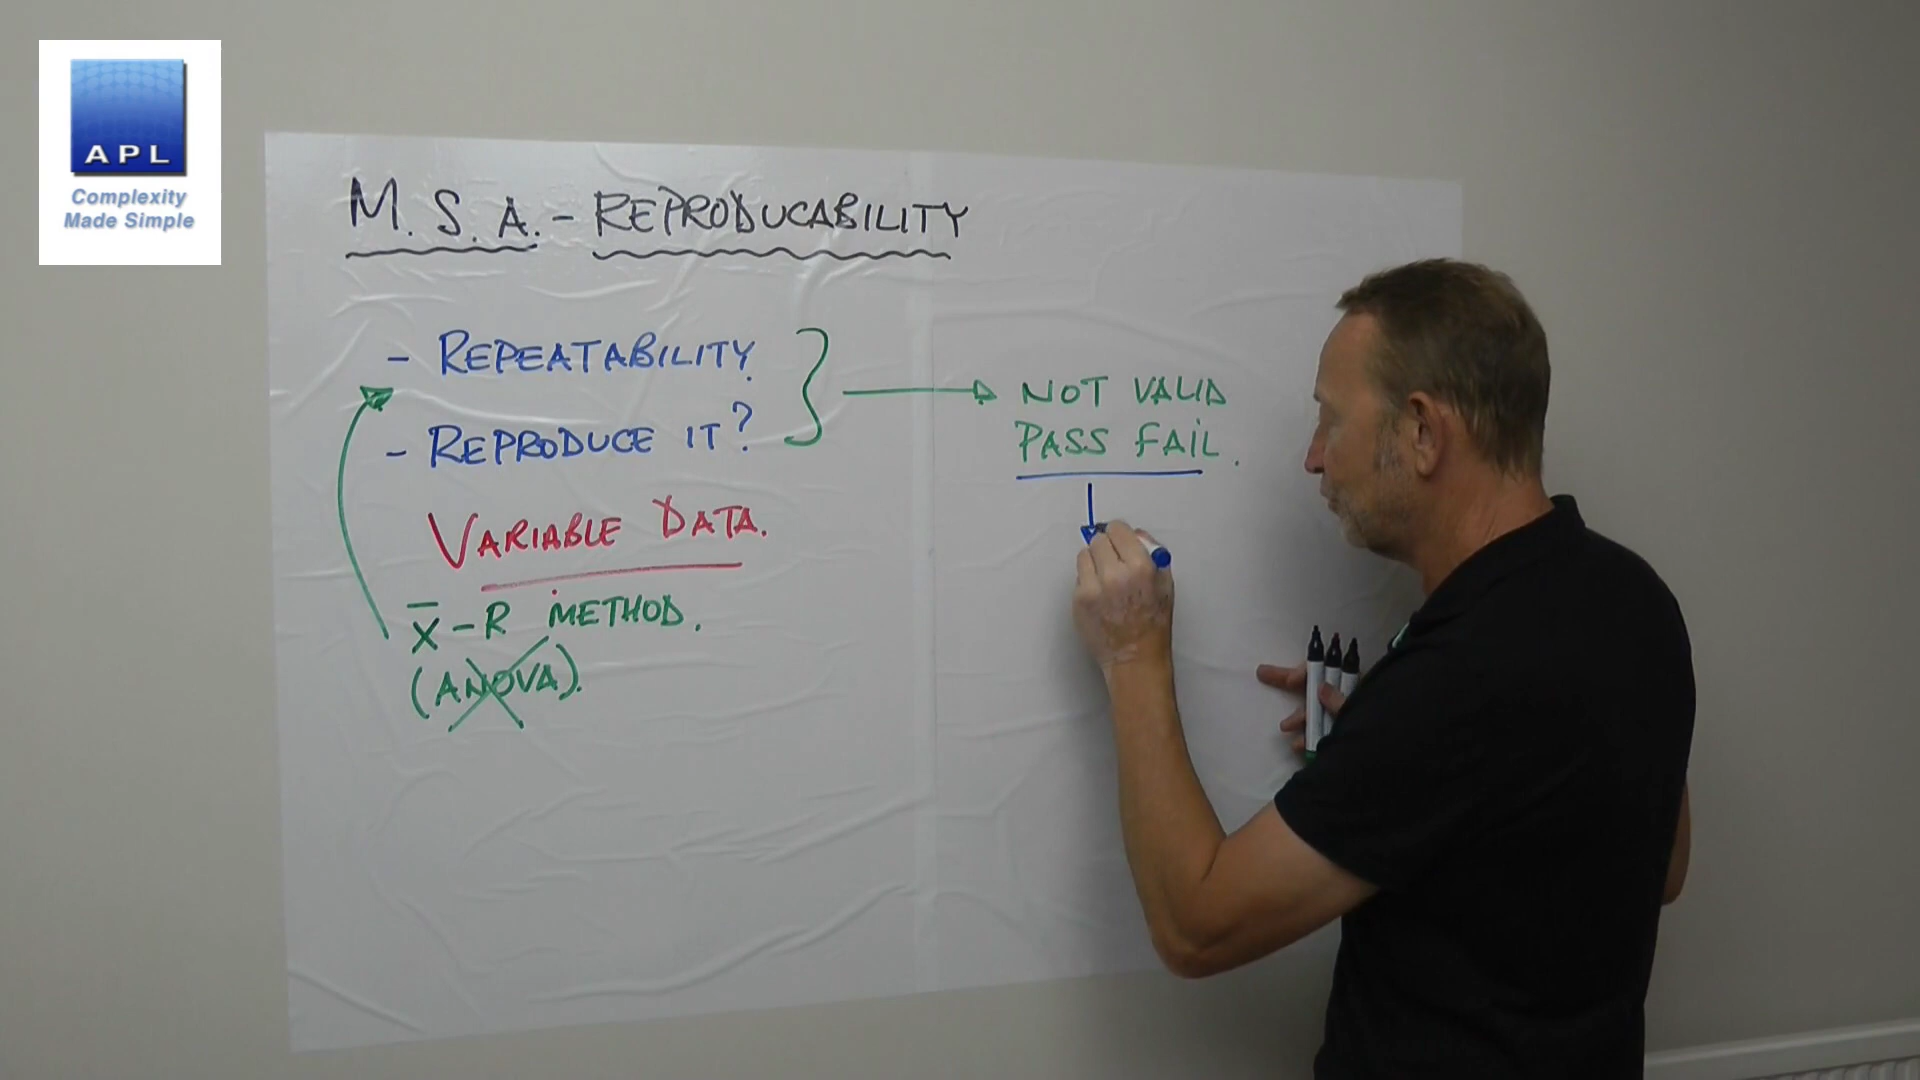 APL
Complexity
Made Simple
M. S. A. - REPRODUCABILITY
- REPEATABILITY.
- REPRODUCE IT?
NOT VALID
PASS FAIL.
VARIABLE DATA.
X̄ - R METHOD.
(ANOVA).